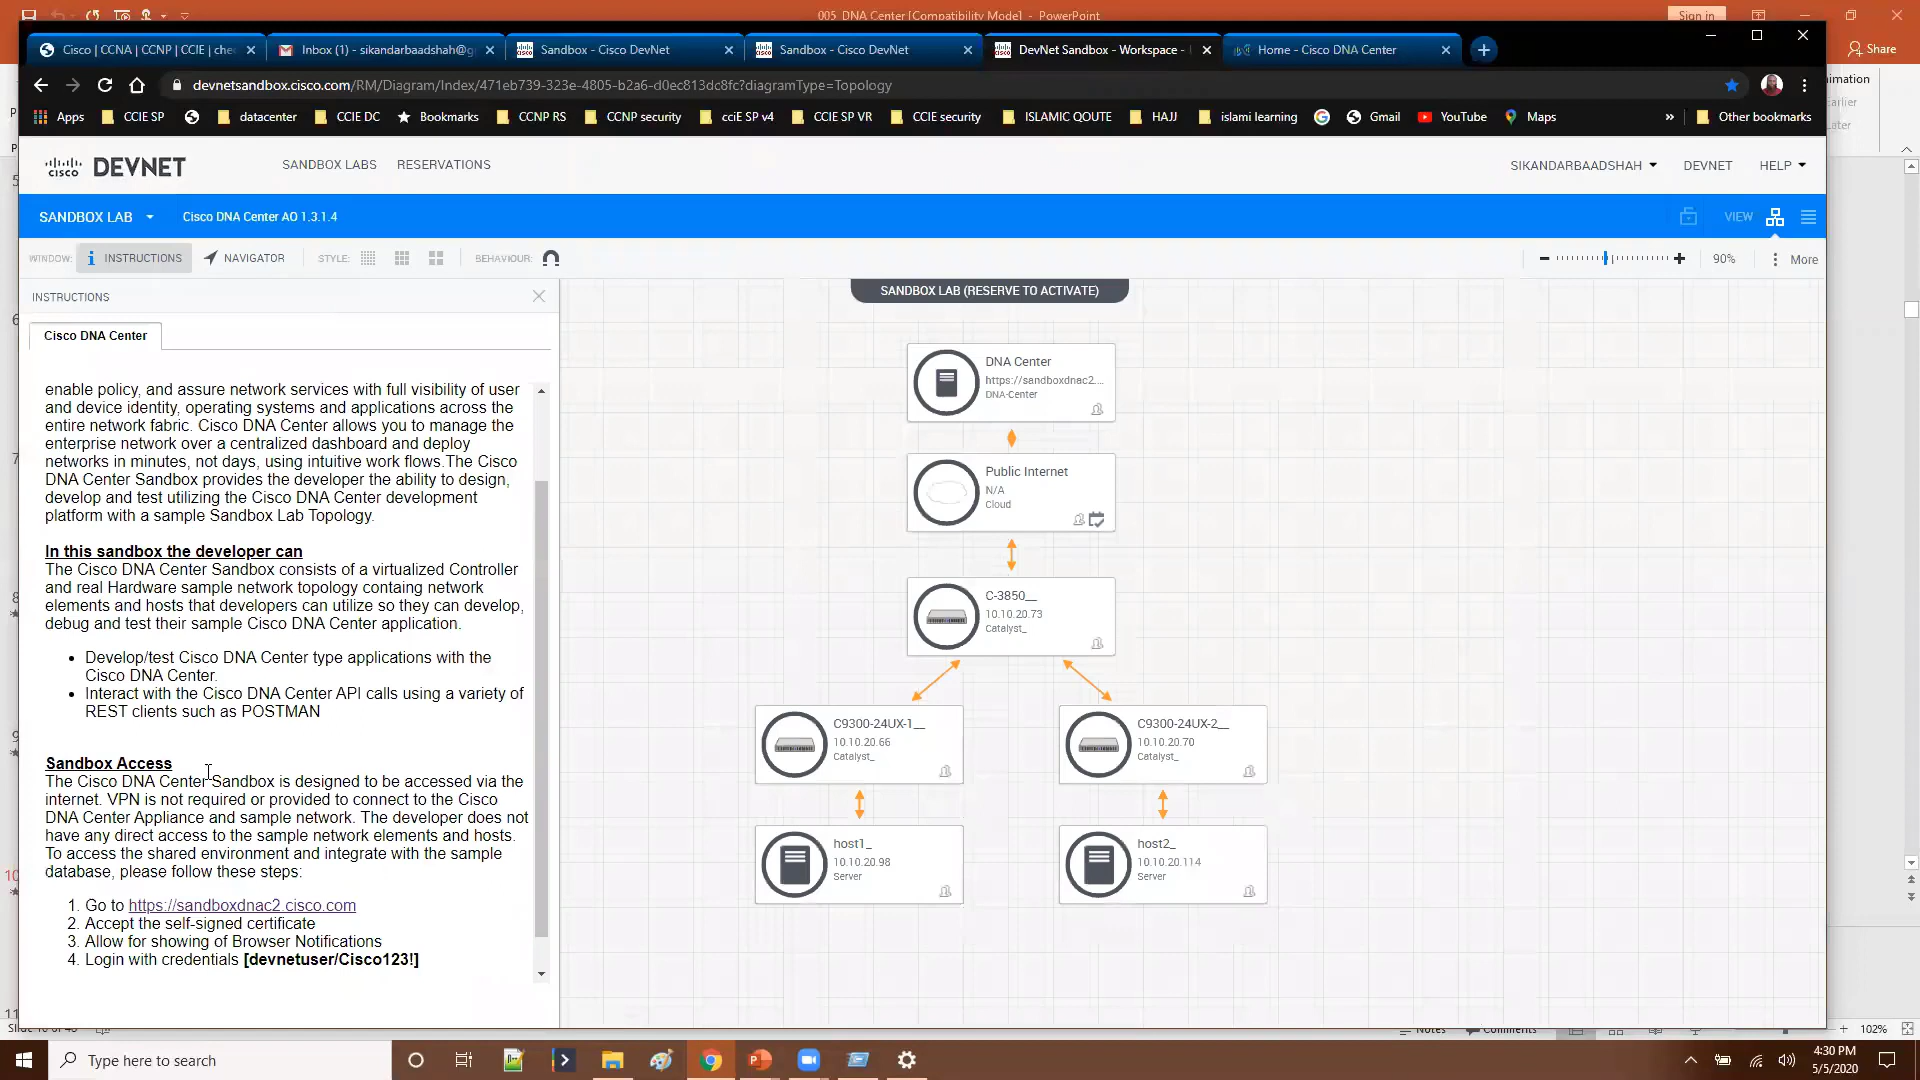 005_DNA Center [Compatibility Mode] - PowerPoint
Sign in
Share
Cisco | CCNA | CCNP | CCIE | che
Inbox (1) - sikandarbaadshah@g
Sandbox - Cisco DevNet
Sandbox - Cisco DevNet
DevNet Sandbox - Workspace -
Home - Cisco DNA Center
devnetsandbox.cisco.com/RM/Diagram/Index/471eb739-323e-4805-b2a6-d0ec813dc8fc?diagramType=Topology
Apps
CCIE SP
datacenter
CCIE DC
Bookmarks
CCNP RS
CCNP security
cciE SP v4
CCIE SP VR
CCIE security
ISLAMIC QOUTE
HAJJ
islami learning
Gmail
YouTube
Maps
»
Other bookmarks
imation
arlier
ater
cisco DEVNET
SANDBOX LABS
RESERVATIONS
SIKANDARBAADSHAH
DEVNET
HELP
SANDBOX LAB
Cisco DNA Center AO 1.3.1.4
VIEW
WINDOW:
INSTRUCTIONS
NAVIGATOR
STYLE:
BEHAVIOUR:
90%
More
INSTRUCTIONS
Cisco DNA Center
enable policy, and assure network services with full visibility of user
and device identity, operating systems and applications across the
entire network fabric. Cisco DNA Center allows you to manage the
enterprise network over a centralized dashboard and deploy
networks in minutes, not days, using intuitive work flows.The Cisco
DNA Center Sandbox provides the developer the ability to design,
develop and test utilizing the Cisco DNA Center development
platform with a sample Sandbox Lab Topology.
In this sandbox the developer can
The Cisco DNA Center Sandbox consists of a virtualized Controller
and real Hardware sample network topology containg network
elements and hosts that developers can utilize so they can develop,
debug and test their sample Cisco DNA Center application.
• Develop/test Cisco DNA Center type applications with the
Cisco DNA Center.
• Interact with the Cisco DNA Center API calls using a variety of
REST clients such as POSTMAN
Sandbox Access
The Cisco DNA Center Sandbox is designed to be accessed via the
internet. VPN is not required or provided to connect to the Cisco
DNA Center Appliance and sample network. The developer does not
have any direct access to the sample network elements and hosts.
To access the shared environment and integrate with the sample
database, please follow these steps:
1. Go to https://sandboxdnac2.cisco.com
2. Accept the self-signed certificate
3. Allow for showing of Browser Notifications
4. Login with credentials [devnetuser/Cisco123!]
SANDBOX LAB (RESERVE TO ACTIVATE)
DNA Center
https://sandboxdnac2....
DNA-Center
Public Internet
N/A
Cloud
C-3850__
10.10.20.73
Catalyst_
C9300-24UX-1__
10.10.20.66
Catalyst_
C9300-24UX-2__
10.10.20.70
Catalyst_
host1_
10.10.20.98
Server
host2_
10.10.20.114
Server
Notes
Comments
102%
Type here to search
4:30 PM
5/5/2020